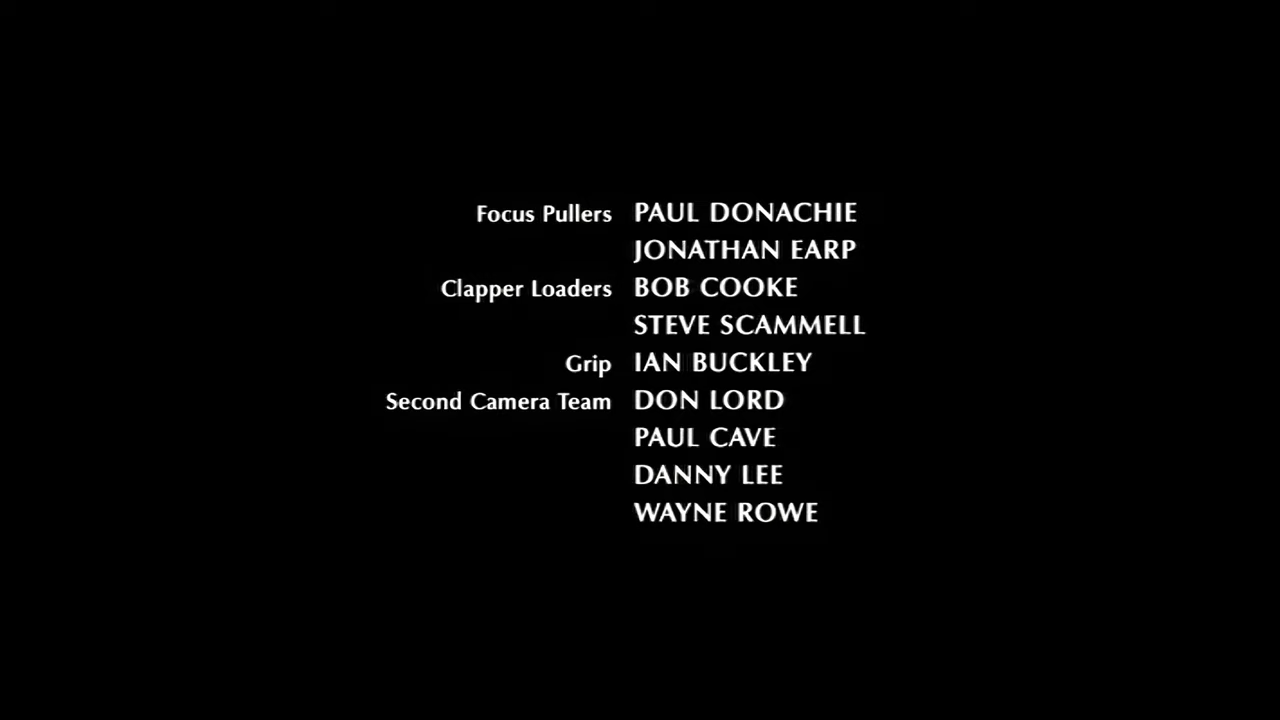 Focus Pullers PAUL DONACHIE
JONATHAN EARP
Clapper Loaders BOB COOKE
STEVE SCAMMELL
Grip IAN BUCKLEY
Second Camera Team DON LORD
PAUL CAVE
DANNY LEE
WAYNE ROWE